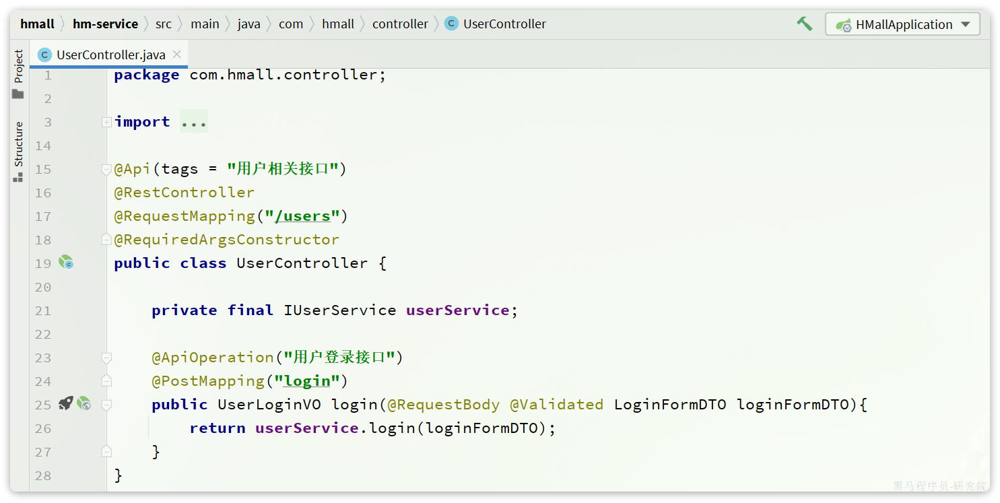 hmall hm-service src main java com hmall controller C UserController HMallApplication
Project
Structure
C UserController.java
1 package com.hmall.controller;
2
3 import ...
14
15 @Api(tags = "用户相关接口")
16 @RestController
17 @RequestMapping("/users")
18 @RequiredArgsConstructor
19 public class UserController {
20
21 private final IUserService userService;
22
23 @ApiOperation("用户登录接口")
24 @PostMapping("login")
25 public UserLoginVO login(@RequestBody @Validated LoginFormDTO loginFormDTO){
26 return userService.login(loginFormDTO);
27 }
28 }
黑马程序员-研究院